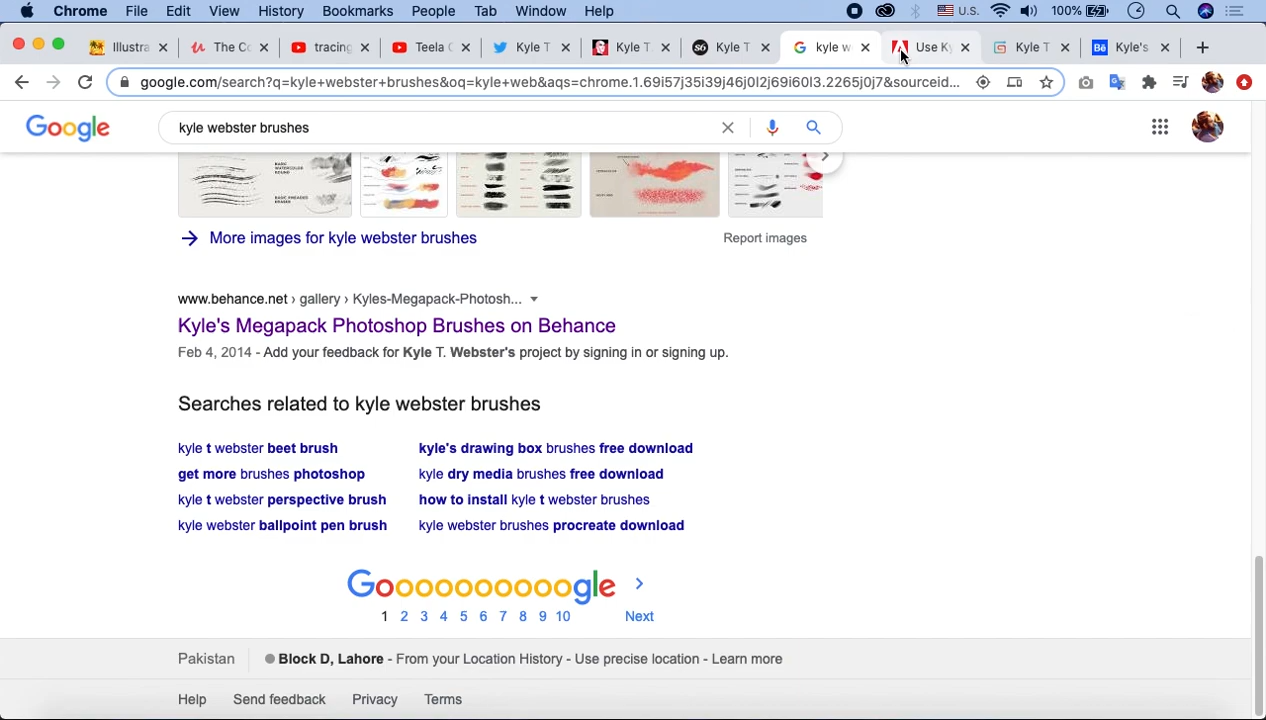 Chrome File Edit View History Bookmarks People Tab Window Help U.S. 100%
Illustra The Co tracing Teela C Kyle T Kyle T. Kyle T kyle w Use Ky Kyle T Kyle's
google.com/search?q=kyle+webster+brushes&oq=kyle+web&aqs=chrome.1.69i57j35i39j46j0l2j69i60l3.2265j0j7&sourceid...
Google kyle webster brushes
More images for kyle webster brushes Report images
www.behance.net › gallery › Kyles-Megapack-Photosh...
Kyle's Megapack Photoshop Brushes on Behance
Feb 4, 2014 - Add your feedback for Kyle T. Webster's project by signing in or signing up.
Searches related to kyle webster brushes
kyle t webster beet brush kyle's drawing box brushes free download
get more brushes photoshop kyle dry media brushes free download
kyle t webster perspective brush how to install kyle t webster brushes
kyle webster ballpoint pen brush kyle webster brushes procreate download
Goooooooooogle
1 2 3 4 5 6 7 8 9 10 Next
Pakistan Block D, Lahore - From your Location History - Use precise location - Learn more
Help Send feedback Privacy Terms